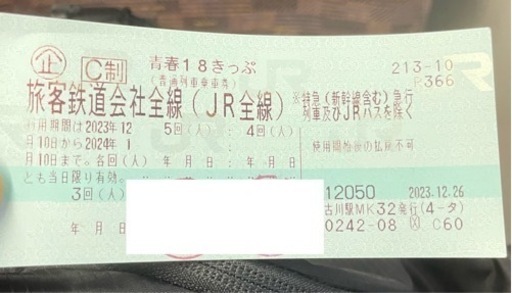 企 C制 青春18きっぷ 213-10
(普通列車乗車券) P366
旅客鉄道会社全線(JR全線) ※特急(新幹線含む)急行
列車及びJRバスを除く
利用期間は2023年12 5回(人): 4回(人):
月10日から2024年1
月10日まで。各回(人) 年 月 日: 年 月 日 使用開始後の払戻不可
とも当日限り有効。
3回(人) 12050 2023.12.26
古川駅MK32発行(4-タ)
年 月 日 0242-08 C60